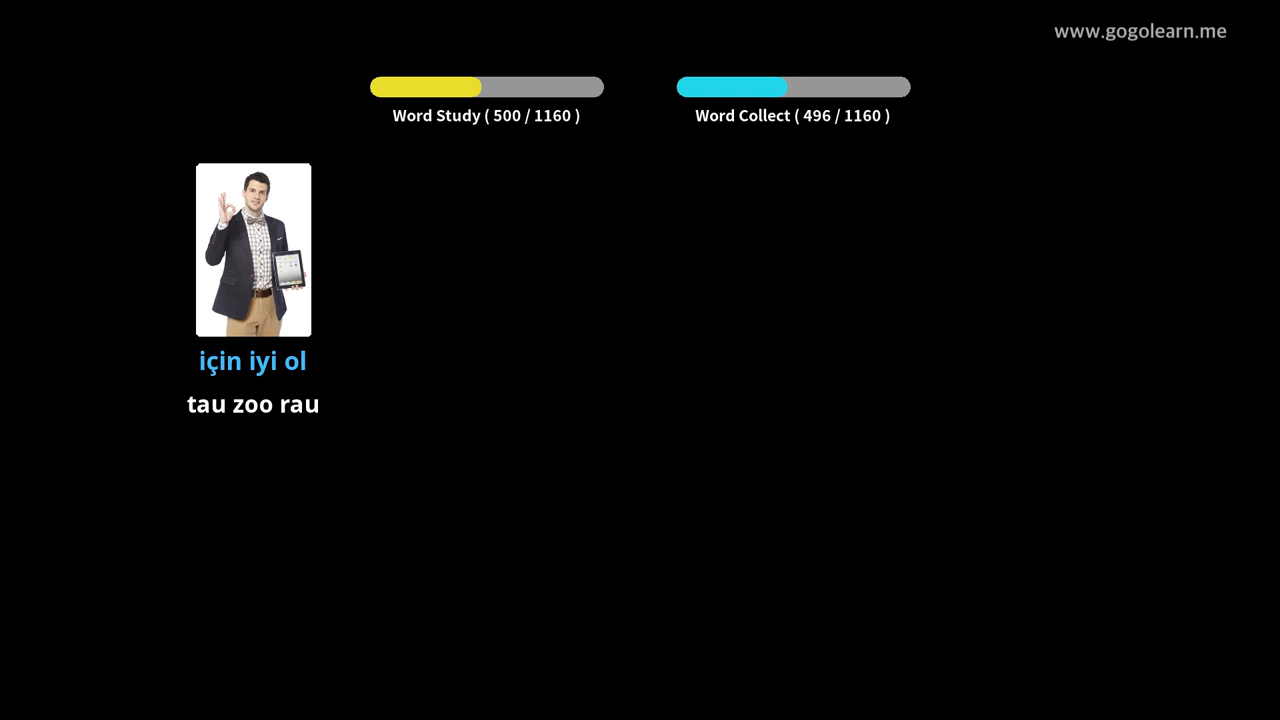 www.gogolearn.me
Word Study ( 500 / 1160 )
Word Collect ( 496 / 1160 )
için iyi ol
tau zoo rau